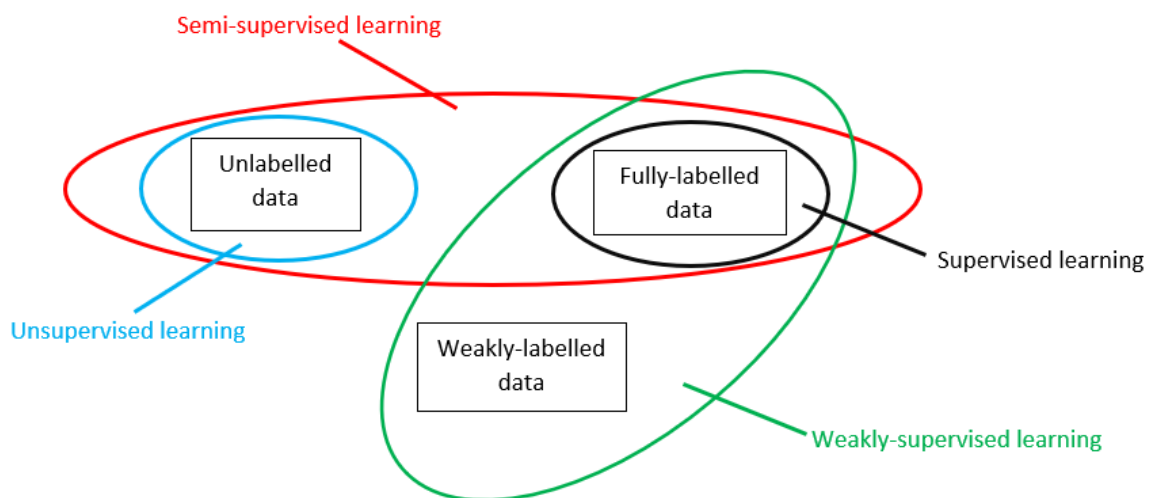 Semi-supervised learning
Unlabelled
data
Fully-labelled
data
Supervised learning
Unsupervised learning
Weakly-labelled
data
Weakly-supervised learning